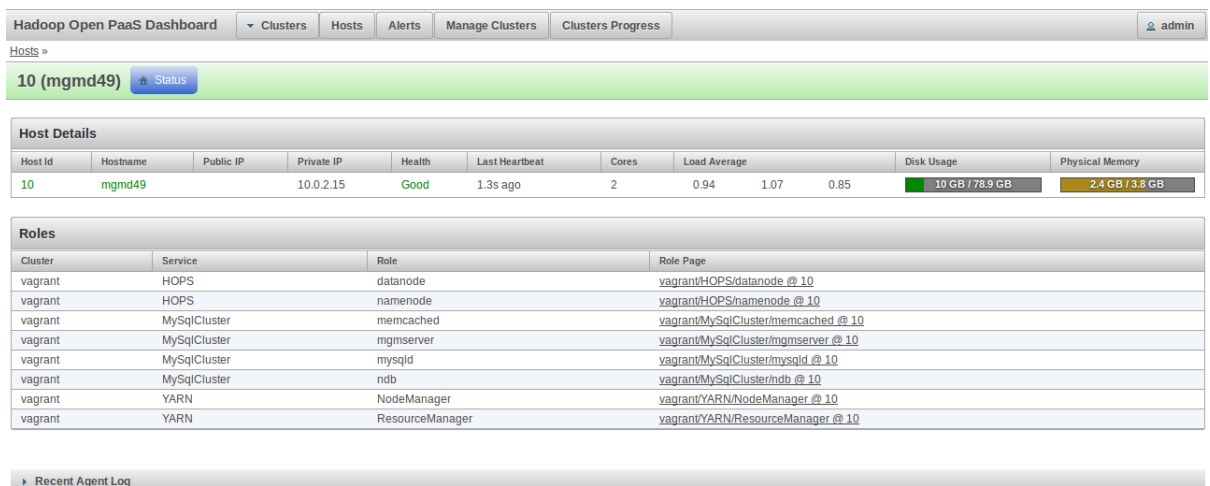 Hadoop Open PaaS Dashboard Clusters Hosts Alerts Manage Clusters Clusters Progress admin
Hosts »
10 (mgmd49) Status
Host Details
Host Id Hostname Public IP Private IP Health Last Heartbeat Cores Load Average Disk Usage Physical Memory
10 mgmd49 10.0.2.15 Good 1.3s ago 2 0.94 1.07 0.85 10 GB / 78.9 GB 2.4 GB / 3.8 GB
Roles
Cluster Service Role Role Page
vagrant HOPS datanode vagrant/HOPS/datanode @ 10
vagrant HOPS namenode vagrant/HOPS/namenode @ 10
vagrant MySqlCluster memcached vagrant/MySqlCluster/memcached @ 10
vagrant MySqlCluster mgmserver vagrant/MySqlCluster/mgmserver @ 10
vagrant MySqlCluster mysqld vagrant/MySqlCluster/mysqld @ 10
vagrant MySqlCluster ndb vagrant/MySqlCluster/ndb @ 10
vagrant YARN NodeManager vagrant/YARN/NodeManager @ 10
vagrant YARN ResourceManager vagrant/YARN/ResourceManager @ 10
Recent Agent Log